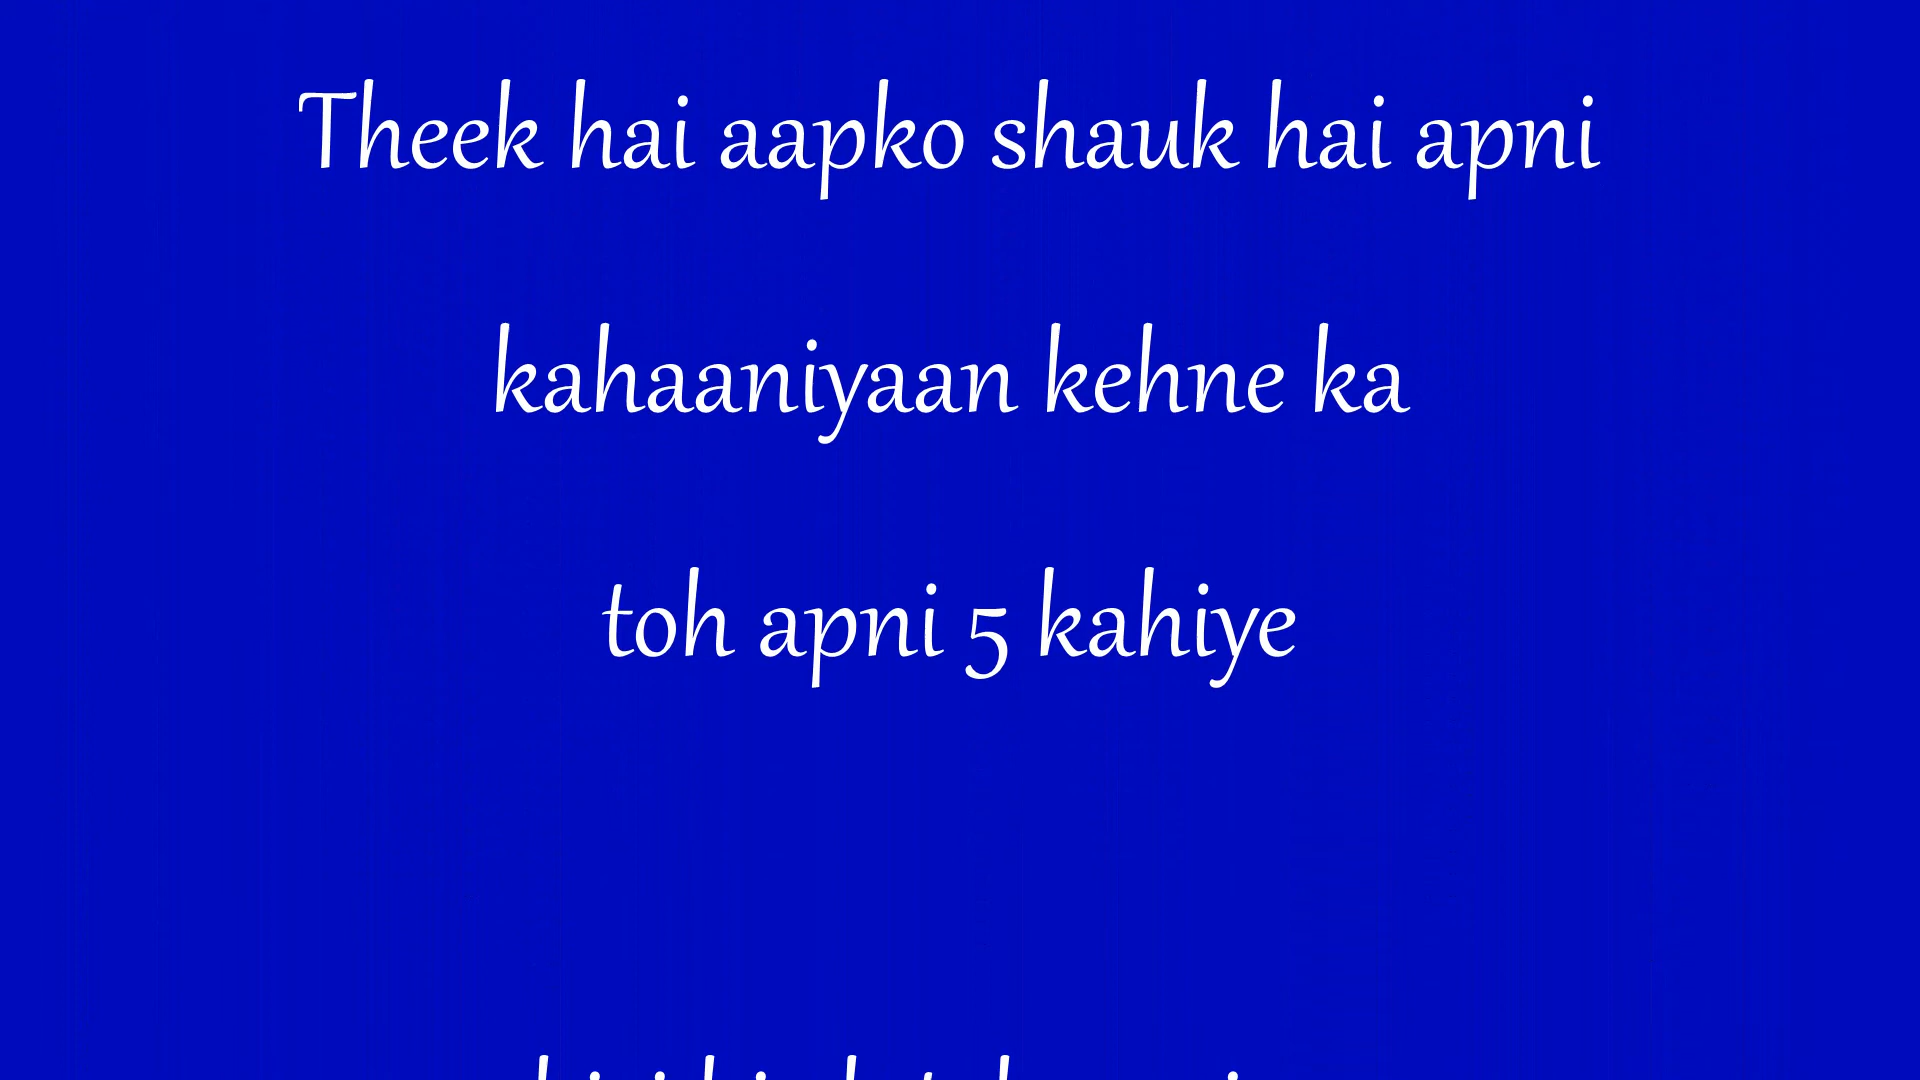 Theek hai aapko shauk hai apni
kahaaniyaan kehne ka
toh apni 5 kahiye